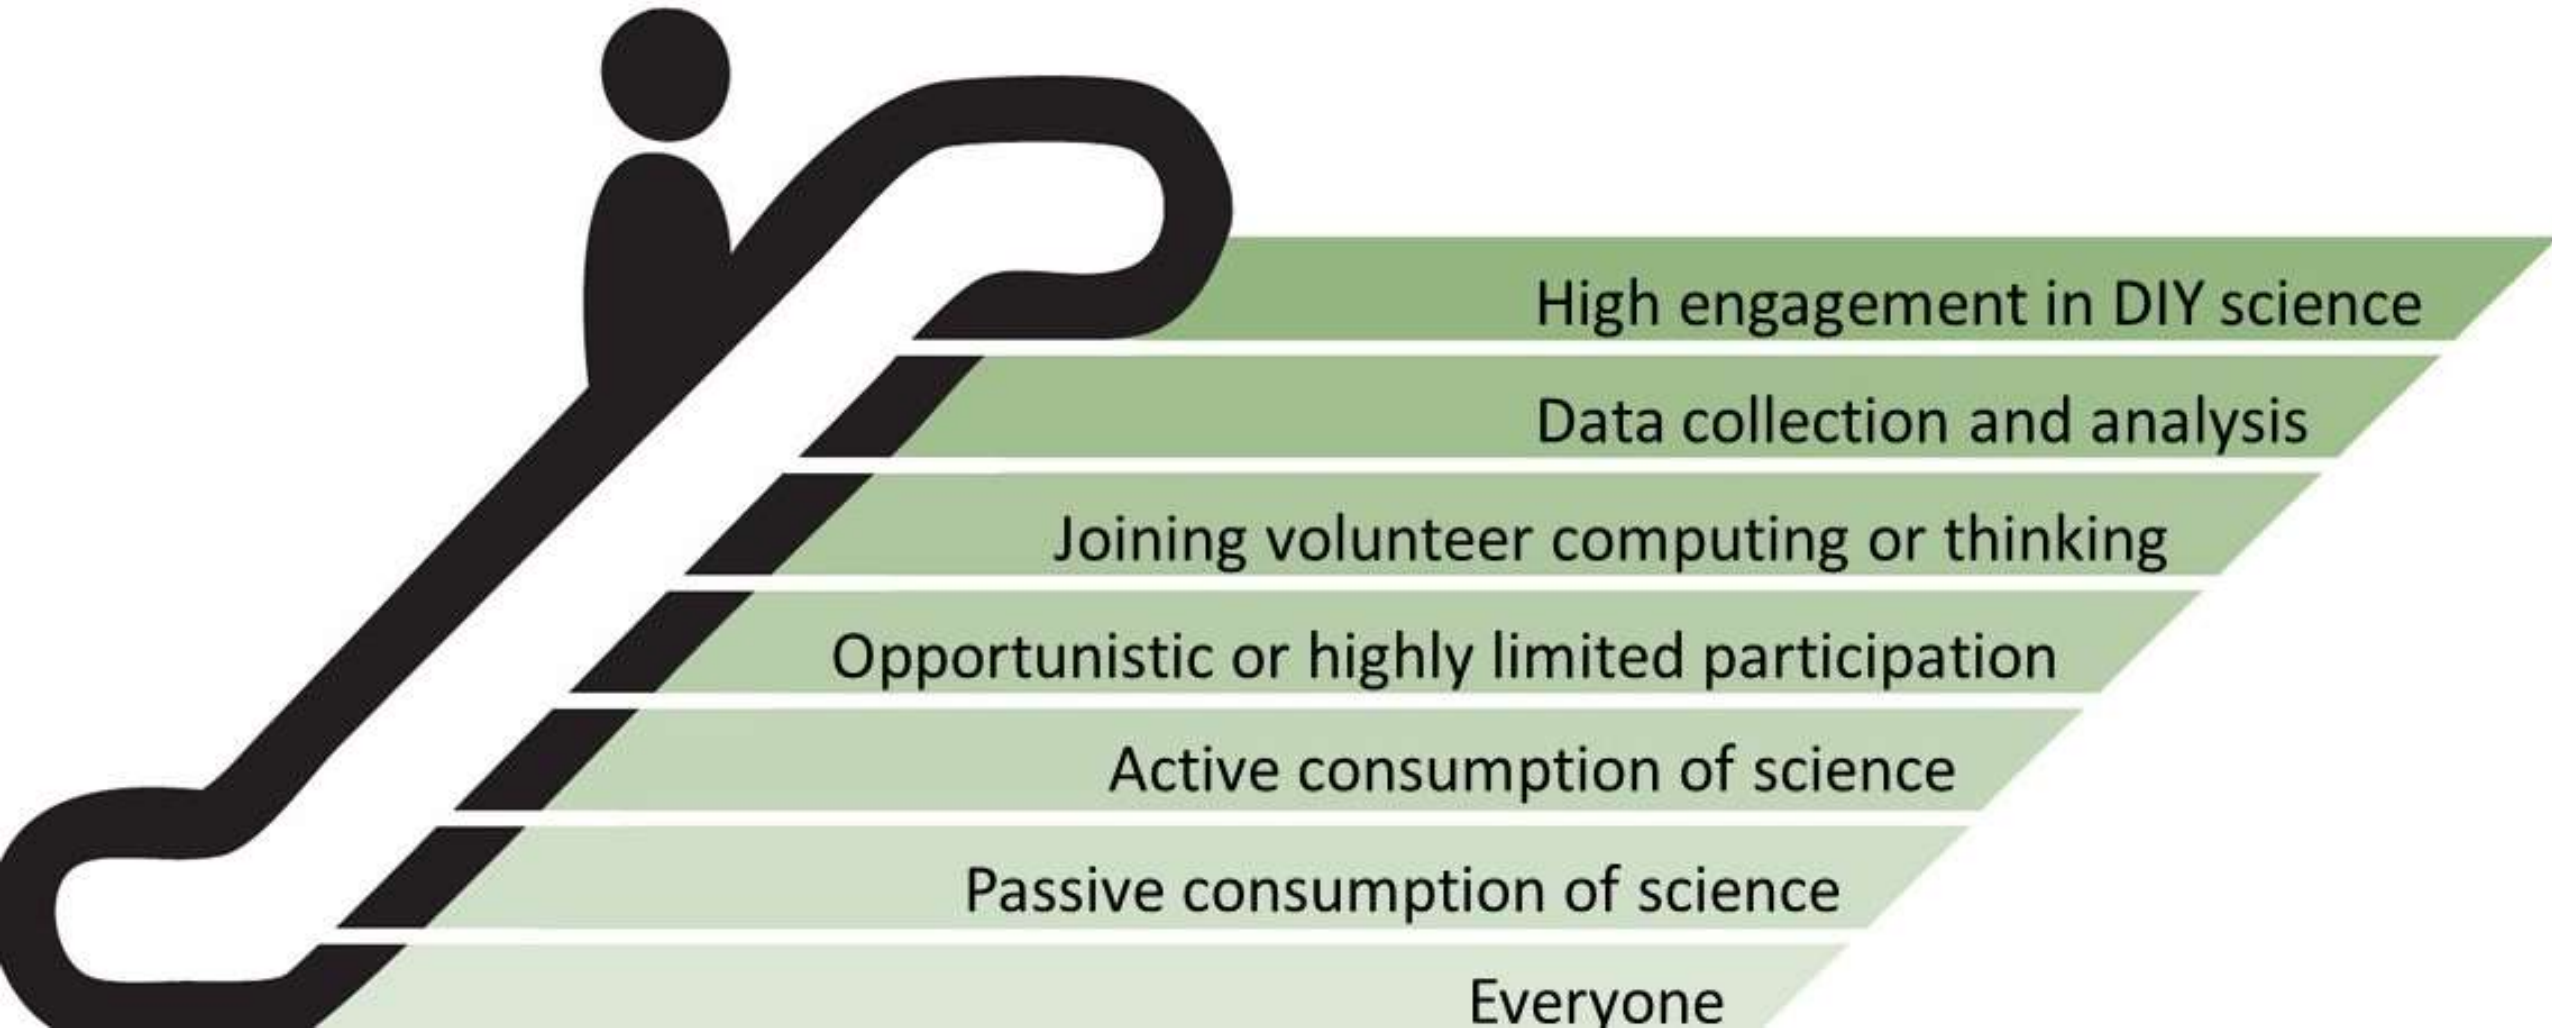 High engagement in DIY science
Data collection and analysis
Joining volunteer computing or thinking
Opportunistic or highly limited participation
Active consumption of science
Passive consumption of science
Everyone